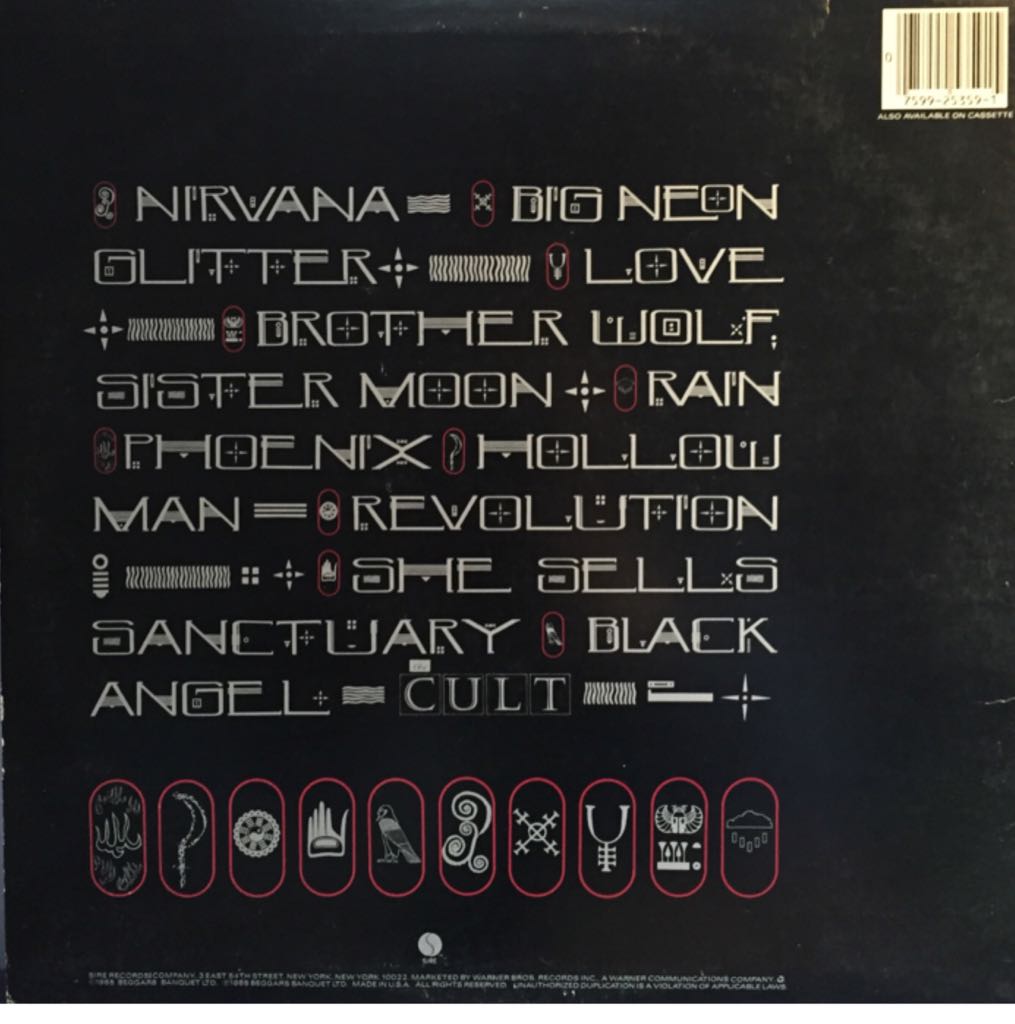 0
7599-25359-1
ALSO AVAILABLE ON CASSETTE
NIRVANA BIG NEON
GLITTER LOVE
BROTHER WOLF;
SISTER MOON RAIN
PHOENIX HOLLOW
MAN REVOLUTION
SHE SELLS
SANCTUARY BLACK
ANGEL CULT
SIRE
SIRE RECORDS COMPANY, 3 EAST 54TH STREET, NEW YORK, NEW YORK 10022. MARKETED BY WARNER BROS. RECORDS INC., A WARNER COMMUNICATIONS COMPANY.
BEGGARS BANQUET LTD. BEGGARS BANQUET LTD. MADE IN U.S.A. ALL RIGHTS RESERVED. UNAUTHORIZED DUPLICATION IS A VIOLATION OF APPLICABLE LAWS.